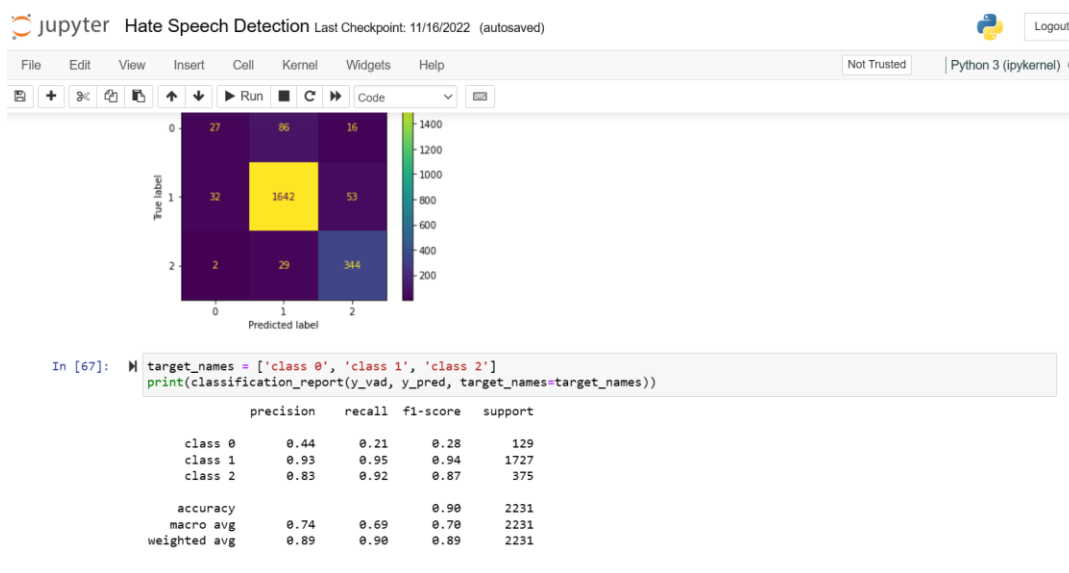 jupyter Hate Speech Detection Last Checkpoint: 11/16/2022 (autosaved)
Logout
File Edit View Insert Cell Kernel Widgets Help
Not Trusted Python 3 (ipykernel)
Run Code
0 27 86 16
1 32 1642 53
2 2 29 344
True label
0 1 2
Predicted label
1400
1200
1000
800
600
400
200
In [67]: target_names = ['class 0', 'class 1', 'class 2']
print(classification_report(y_vad, y_pred, target_names=target_names))
precision recall f1-score support
class 0 0.44 0.21 0.28 129
class 1 0.93 0.95 0.94 1727
class 2 0.83 0.92 0.87 375
accuracy 0.90 2231
macro avg 0.74 0.69 0.70 2231
weighted avg 0.89 0.90 0.89 2231